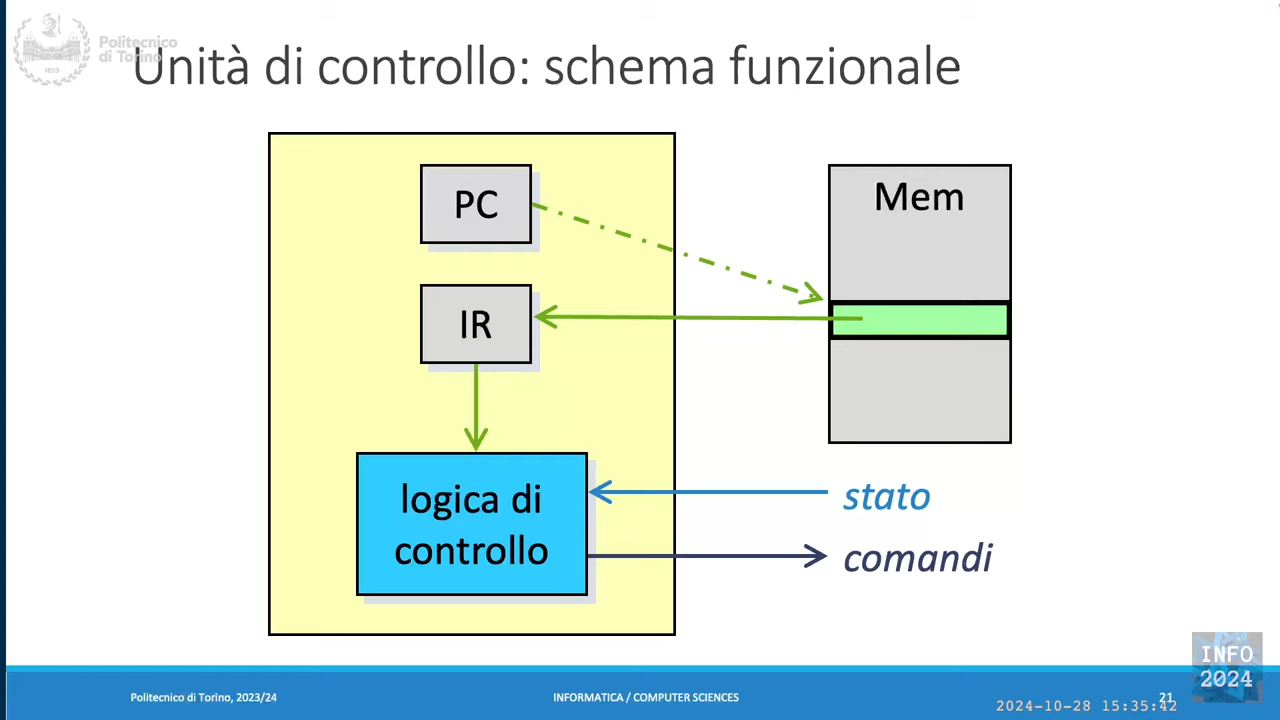 Politecnico
di Torino
Unità di controllo: schema funzionale
PC
Mem
IR
logica di
controllo
stato
comandi
Politecnico di Torino, 2023/24
INFORMATICA / COMPUTER SCIENCES
21
INFO
2024
2024-10-28 15:35:42